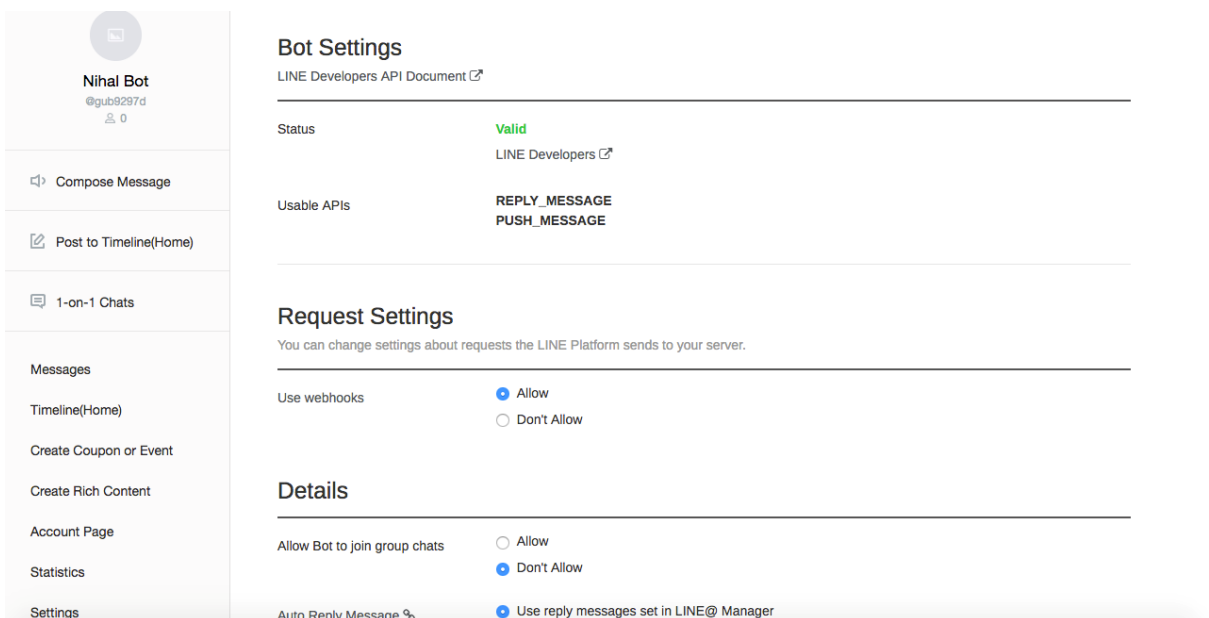 Nihal Bot
@gub9297d
0
Compose Message
Post to Timeline(Home)
1-on-1 Chats
Messages
Timeline(Home)
Create Coupon or Event
Create Rich Content
Account Page
Statistics
Settings
Bot Settings
LINE Developers API Document
Status
Valid
LINE Developers
Usable APIs
REPLY_MESSAGE
PUSH_MESSAGE
Request Settings
You can change settings about requests the LINE Platform sends to your server.
Use webhooks
Allow
Don't Allow
Details
Allow Bot to join group chats
Allow
Don't Allow
Auto Reply Message
Use reply messages set in LINE@ Manager